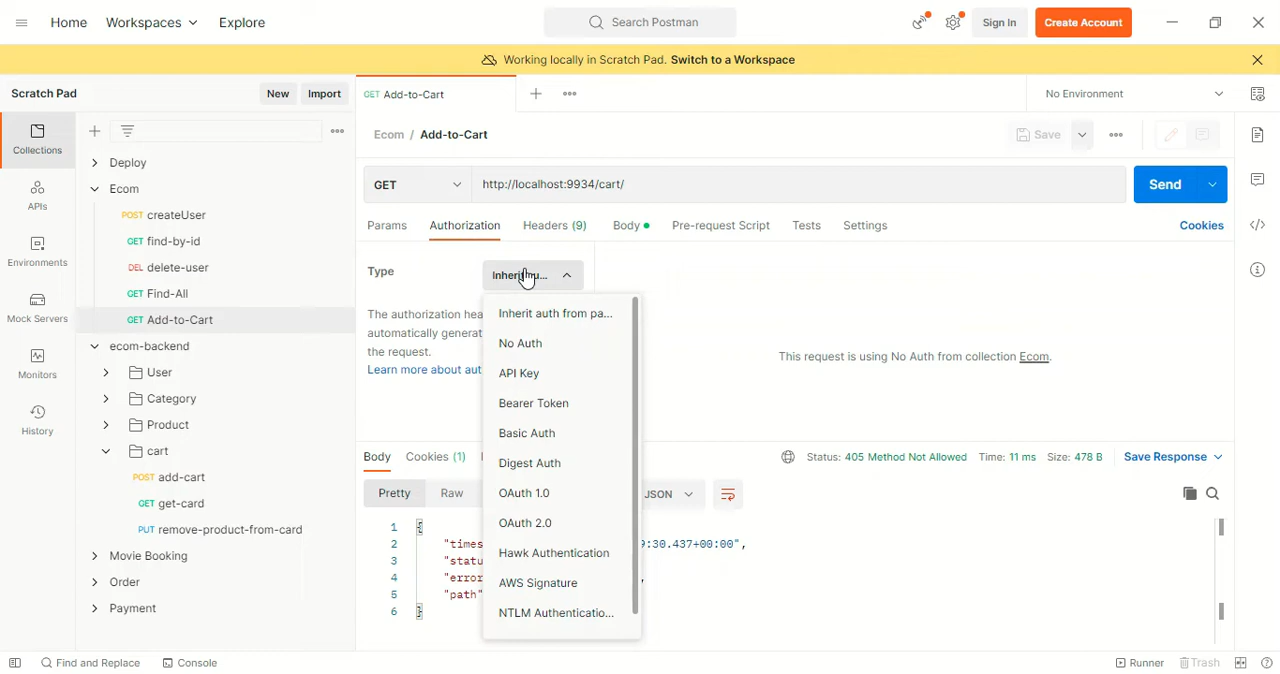 Home Workspaces Explore Search Postman Sign In Create Account
Working locally in Scratch Pad. Switch to a Workspace
Scratch Pad New Import GET Add-to-Cart No Environment
Collections
APIs
Environments
Mock Servers
Monitors
History
Deploy
Ecom
POST createUser
GET find-by-id
DEL delete-user
GET Find-All
GET Add-to-Cart
ecom-backend
User
Category
Product
cart
POST add-cart
GET get-card
PUT remove-product-from-card
Movie Booking
Order
Payment
Ecom / Add-to-Cart Save
GET http://localhost:9934/cart/ Send
Params Authorization Headers (9) Body Pre-request Script Tests Settings Cookies
Type
The authorization hea
automatically generat
the request.
Learn more about aut
Inherit auth from pa...
No Auth
API Key
Bearer Token
Basic Auth
Digest Auth
OAuth 1.0
OAuth 2.0
Hawk Authentication
AWS Signature
NTLM Authenticatio...
This request is using No Auth from collection Ecom.
Body Cookies (1) Status: 405 Method Not Allowed Time: 11 ms Size: 478 B Save Response
Pretty Raw JSON
1 {
2 "times 9:30.437+00:00",
3 "statu
4 "error ,
5 "path"
6 }
Find and Replace Console Runner Trash